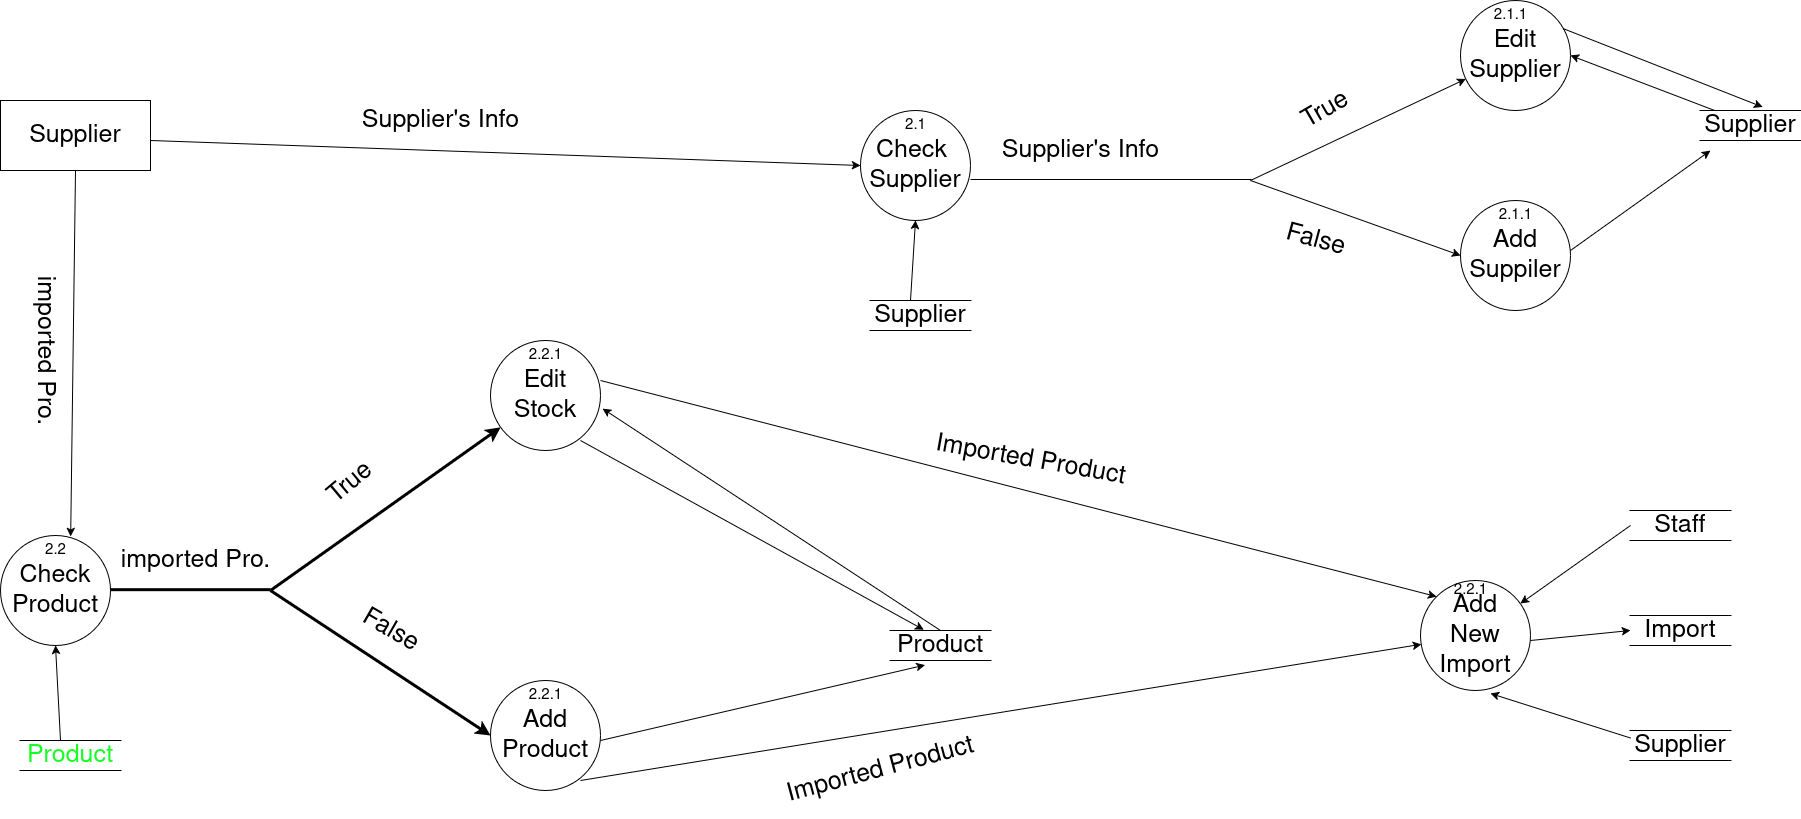 2.1.1
Edit
Supplier
Supplier
Supplier's Info
2.1
Check
Supplier
Supplier's Info
True
False
Supplier
2.1.1
Add
Suppiler
Supplier
imported Pro.
2.2.1
Edit
Stock
Imported Product
True
imported Pro.
False
2.2
Check
Product
Product
Product
2.2.1
Add
Product
Imported Product
2.2.1
Add
New
Import
Staff
Import
Supplier